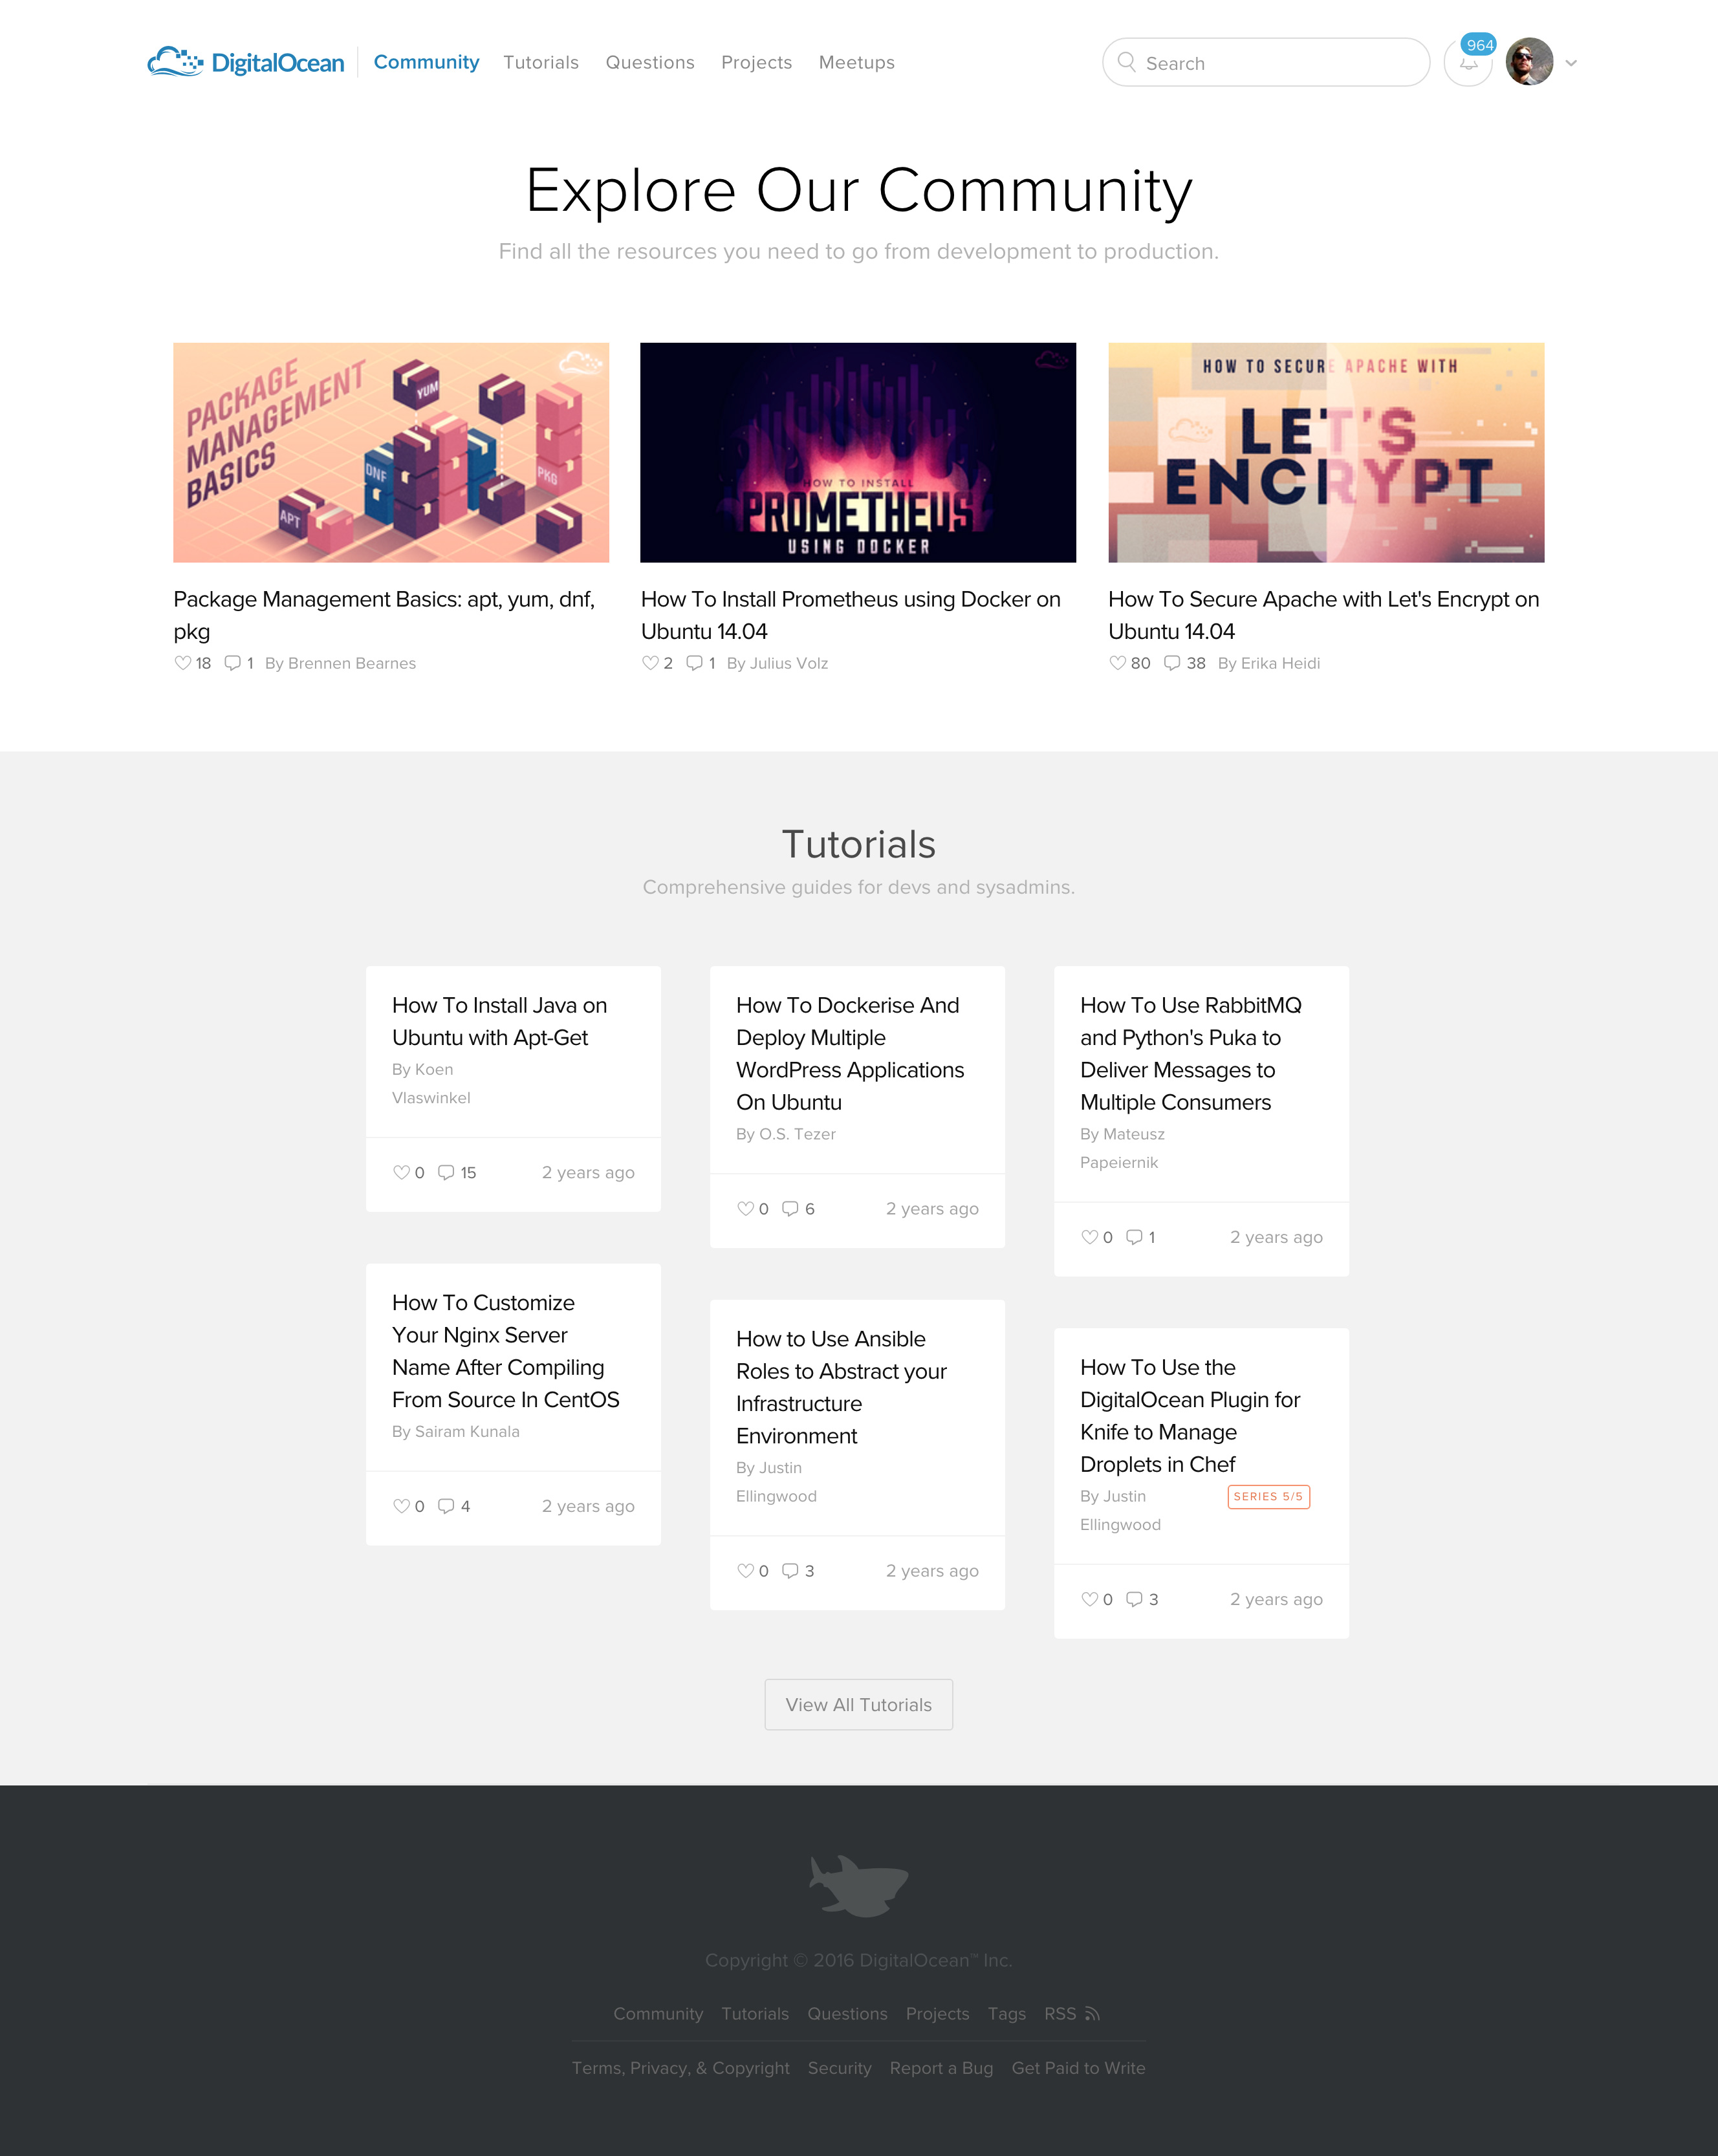 DigitalOcean Community Tutorials Questions Projects Meetups Search 964
Explore Our Community
Find all the resources you need to go from development to production.
PACKAGE
MANAGEMENT
BASICS
YUM
DNF
PKG
APT
HOW TO INSTALL
PROMETHEUS
USING DOCKER
HOW TO SECURE APACHE WITH
LET'S
ENCRYPT
Package Management Basics: apt, yum, dnf,
pkg
18 1 By Brennen Bearnes
How To Install Prometheus using Docker on
Ubuntu 14.04
2 1 By Julius Volz
How To Secure Apache with Let's Encrypt on
Ubuntu 14.04
80 38 By Erika Heidi
Tutorials
Comprehensive guides for devs and sysadmins.
How To Install Java on
Ubuntu with Apt-Get
By Koen
Vlaswinkel
0 15 2 years ago
How To Customize
Your Nginx Server
Name After Compiling
From Source In CentOS
By Sairam Kunala
0 4 2 years ago
How To Dockerise And
Deploy Multiple
WordPress Applications
On Ubuntu
By O.S. Tezer
0 6 2 years ago
How to Use Ansible
Roles to Abstract your
Infrastructure
Environment
By Justin
Ellingwood
0 3 2 years ago
How To Use RabbitMQ
and Python's Puka to
Deliver Messages to
Multiple Consumers
By Mateusz
Papeiernik
0 1 2 years ago
How To Use the
DigitalOcean Plugin for
Knife to Manage
Droplets in Chef
By Justin SERIES 5/5
Ellingwood
0 3 2 years ago
View All Tutorials
Copyright © 2016 DigitalOcean™ Inc.
Community Tutorials Questions Projects Tags RSS
Terms, Privacy, & Copyright Security Report a Bug Get Paid to Write